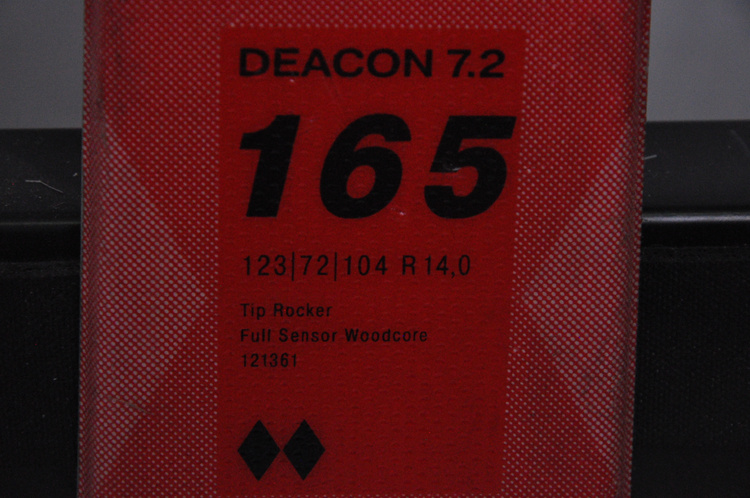 DEACON 7.2
165
123|72|104 R14,0
Tip Rocker
Full Sensor Woodcore
121361